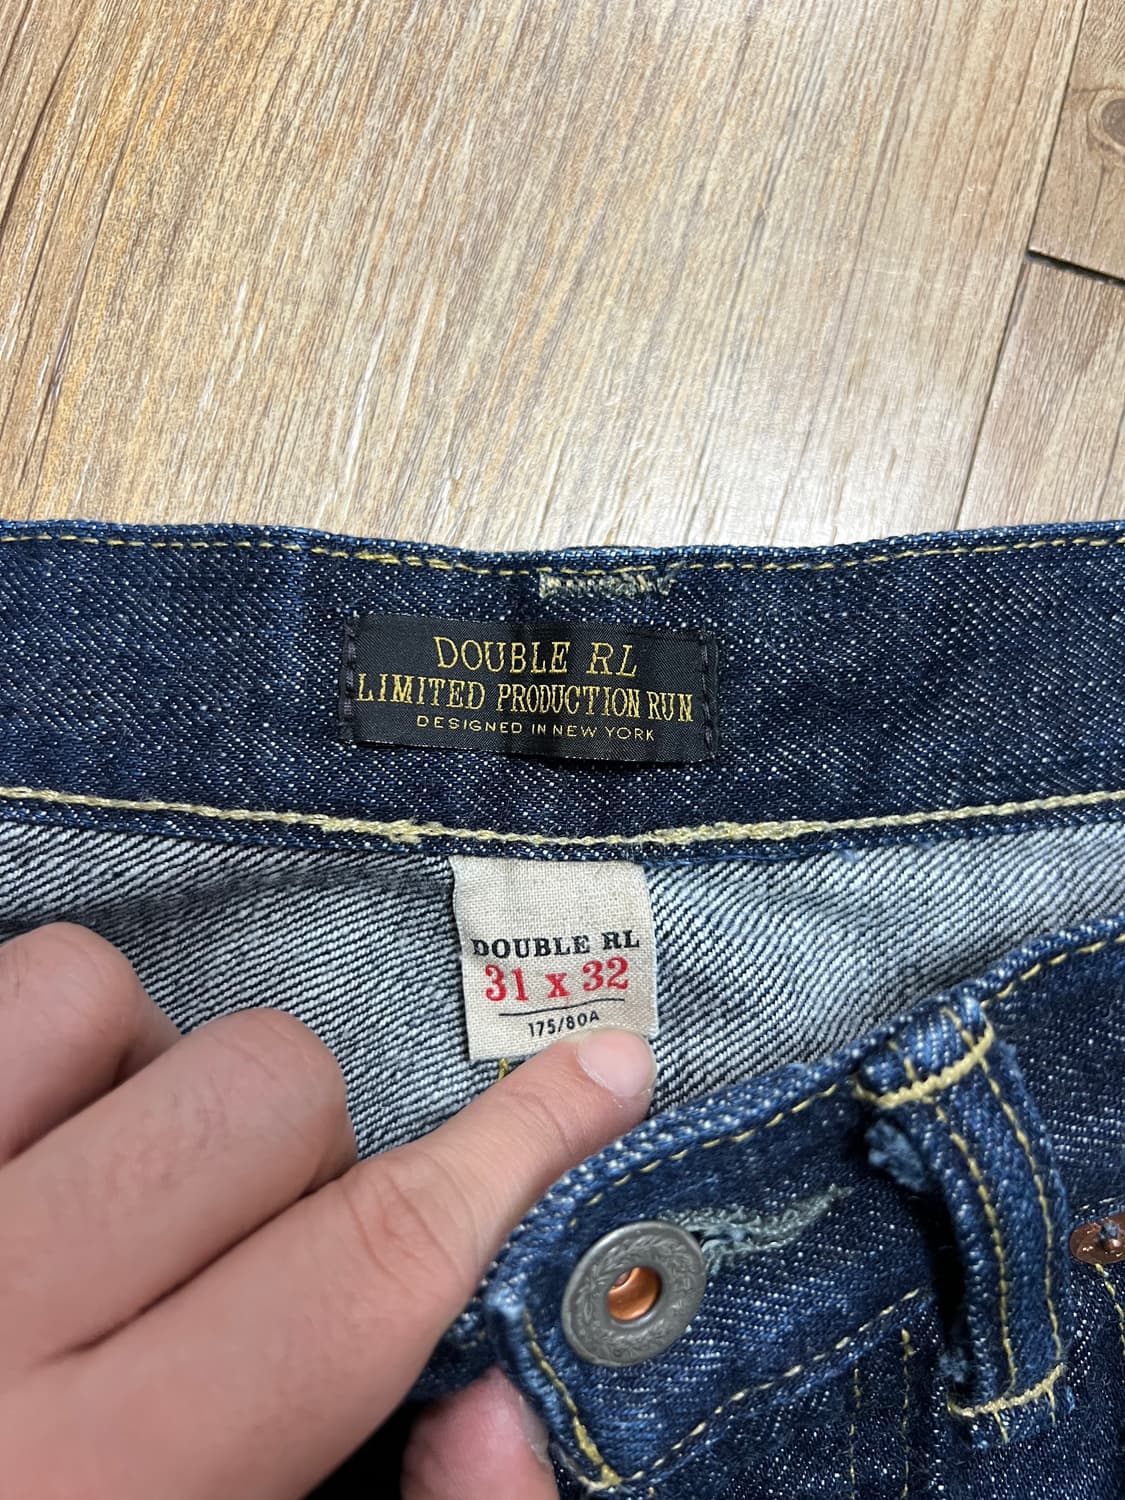 DOUBLE RL
LIMITED PRODUCTION RUN
DESIGNED IN NEW YORK
DOUBLE RL
31 x 32
175/80A